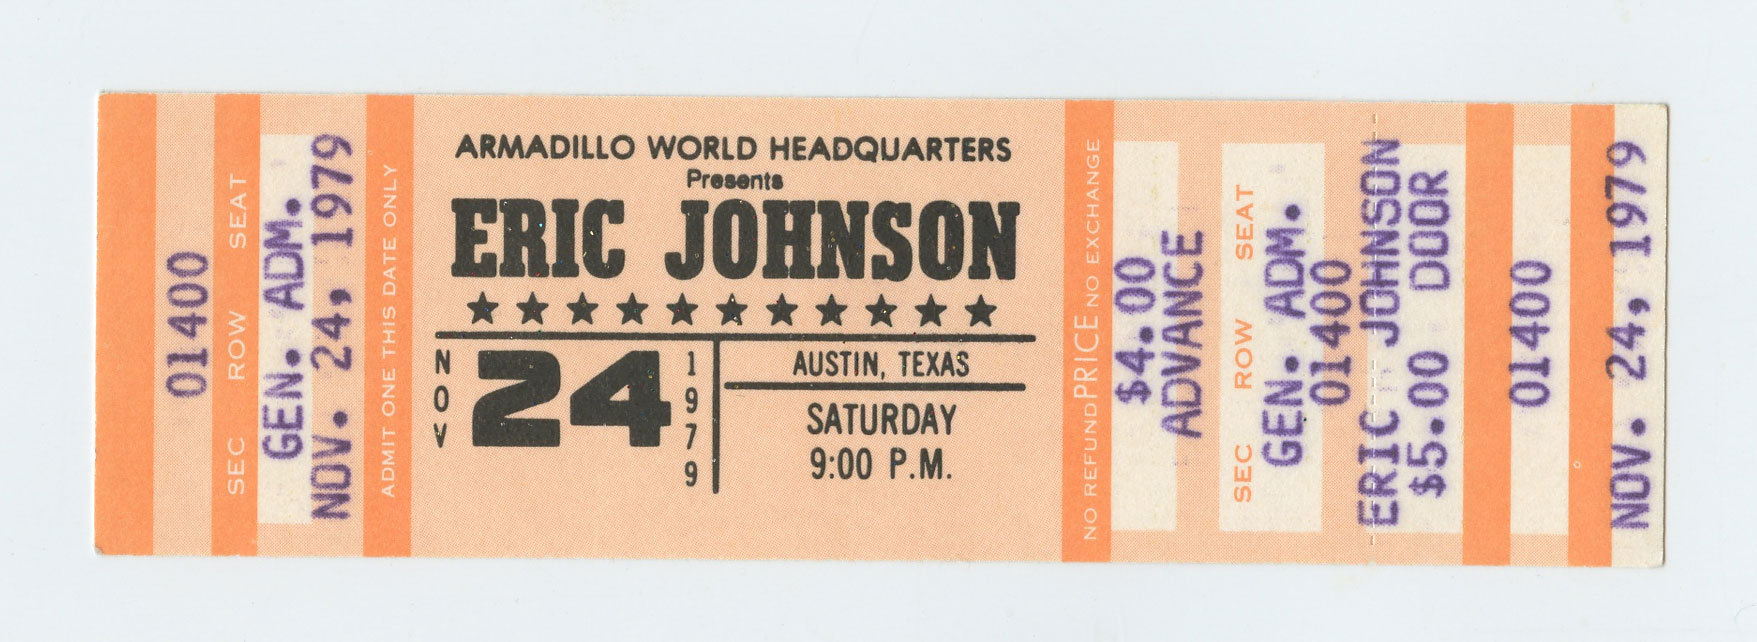 01400
SEC ROW SEAT
GEN. ADM.
NOV. 24, 1979
ADMIT ONE THIS DATE ONLY
ARMADILLO WORLD HEADQUARTERS
Presents
ERIC JOHNSON
NOV 24 1979
AUSTIN, TEXAS
SATURDAY
9:00 P.M.
NO REFUND PRICE NO EXCHANGE
$4.00
ADVANCE
SEC ROW SEAT
GEN. ADM.
01400
ERIC JOHNSON
$5.00 DOOR
01400
NOV. 24, 1979